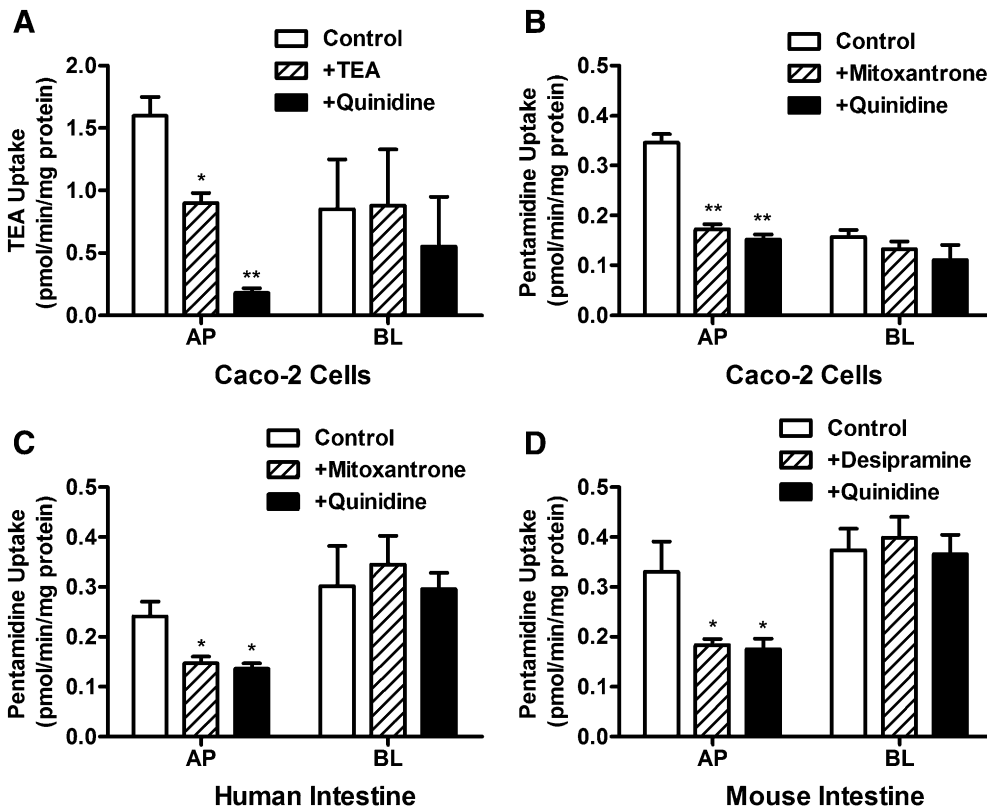 A
Control
+TEA
+Quinidine
TEA Uptake
(pmol/min/mg protein)
2.0
1.5
1.0
0.5
0.0
*
**
AP
BL
Caco-2 Cells
B
Control
+Mitoxantrone
+Quinidine
Pentamidine Uptake
(pmol/min/mg protein)
0.5
0.4
0.3
0.2
0.1
0.0
**
**
AP
BL
Caco-2 Cells
C
Control
+Mitoxantrone
+Quinidine
Pentamidine Uptake
(pmol/min/mg protein)
0.5
0.4
0.3
0.2
0.1
0.0
*
*
AP
BL
Human Intestine
D
Control
+Desipramine
+Quinidine
Pentamidine Uptake
(pmol/min/mg protein)
0.5
0.4
0.3
0.2
0.1
0.0
*
*
AP
BL
Mouse Intestine